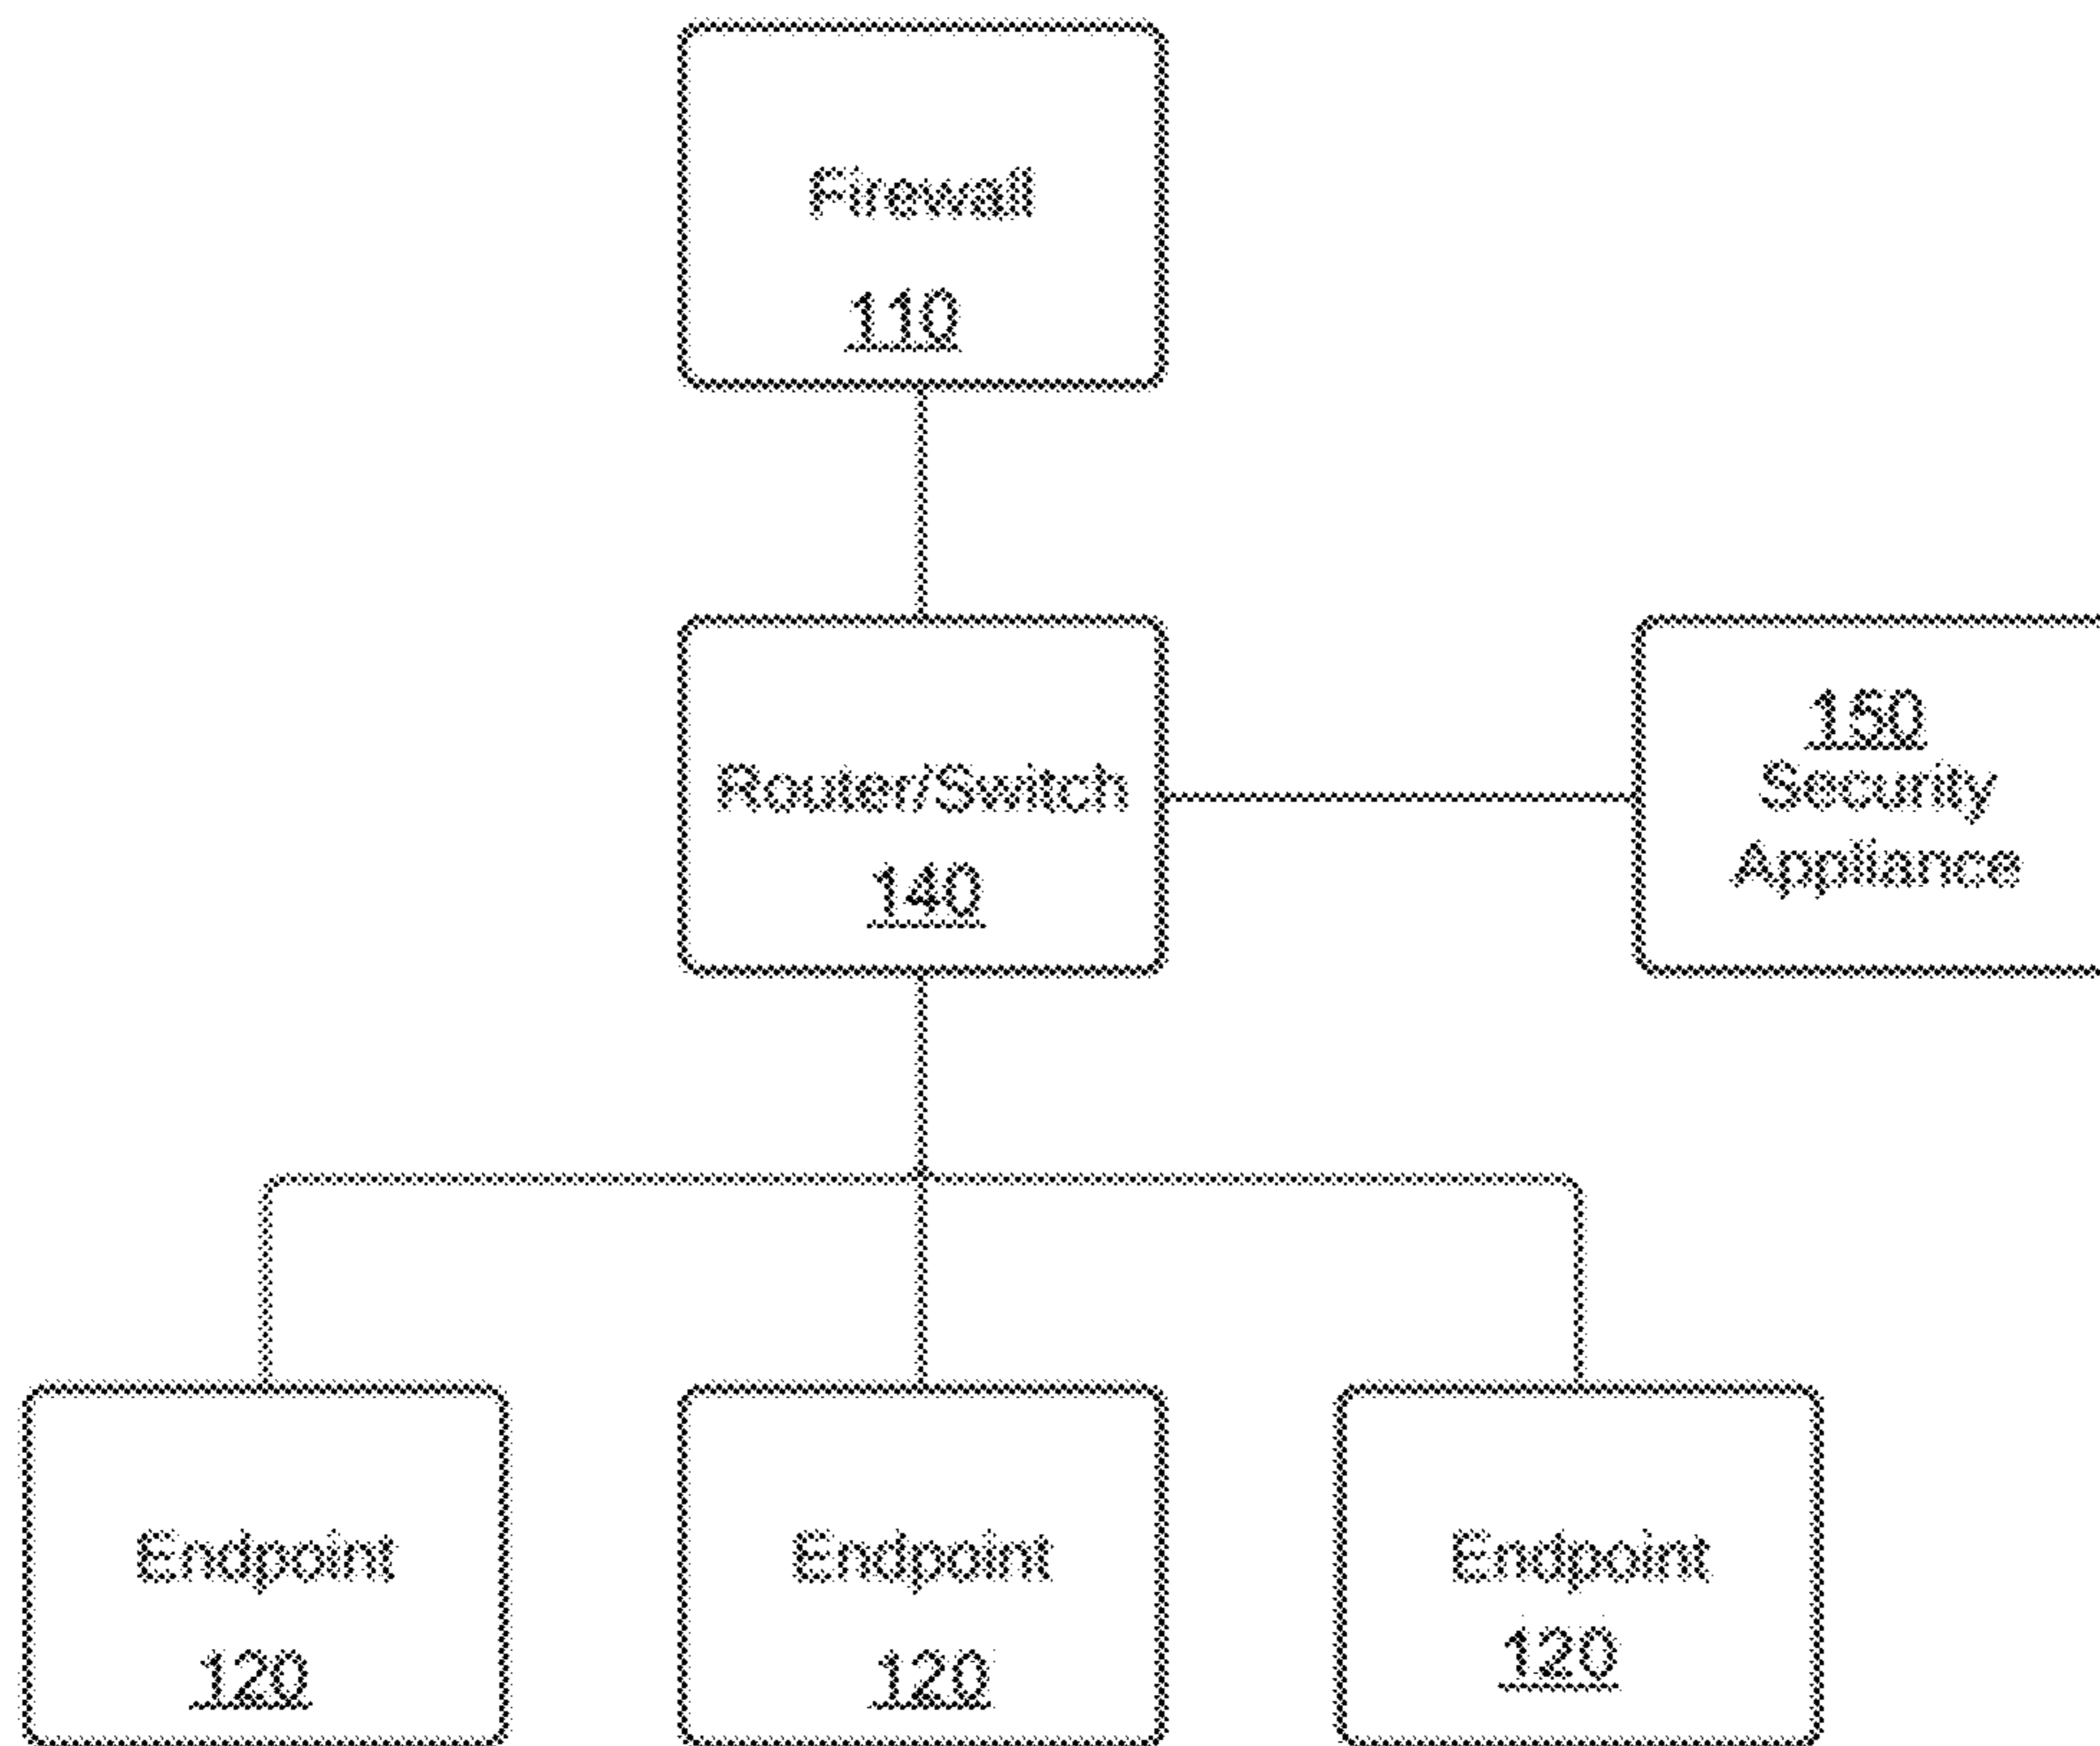 Firewall
110
Router/Switch
140
150
Security
Appliance
Endpoint
120
Endpoint
120
Endpoint
120